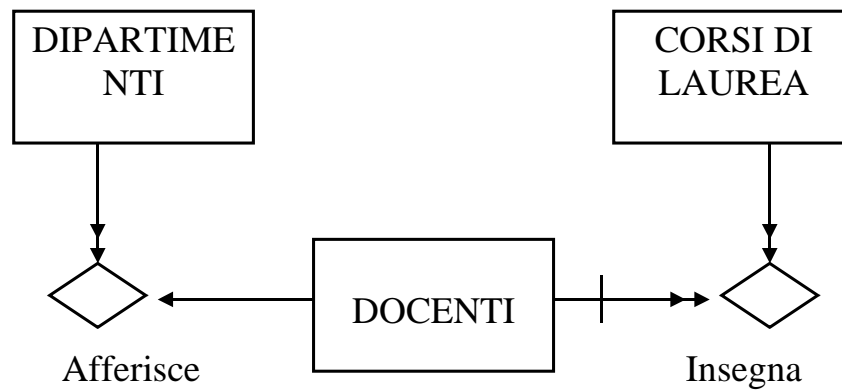 DIPARTIME
NTI
CORSI DI
LAUREA
DOCENTI
Afferisce
Insegna